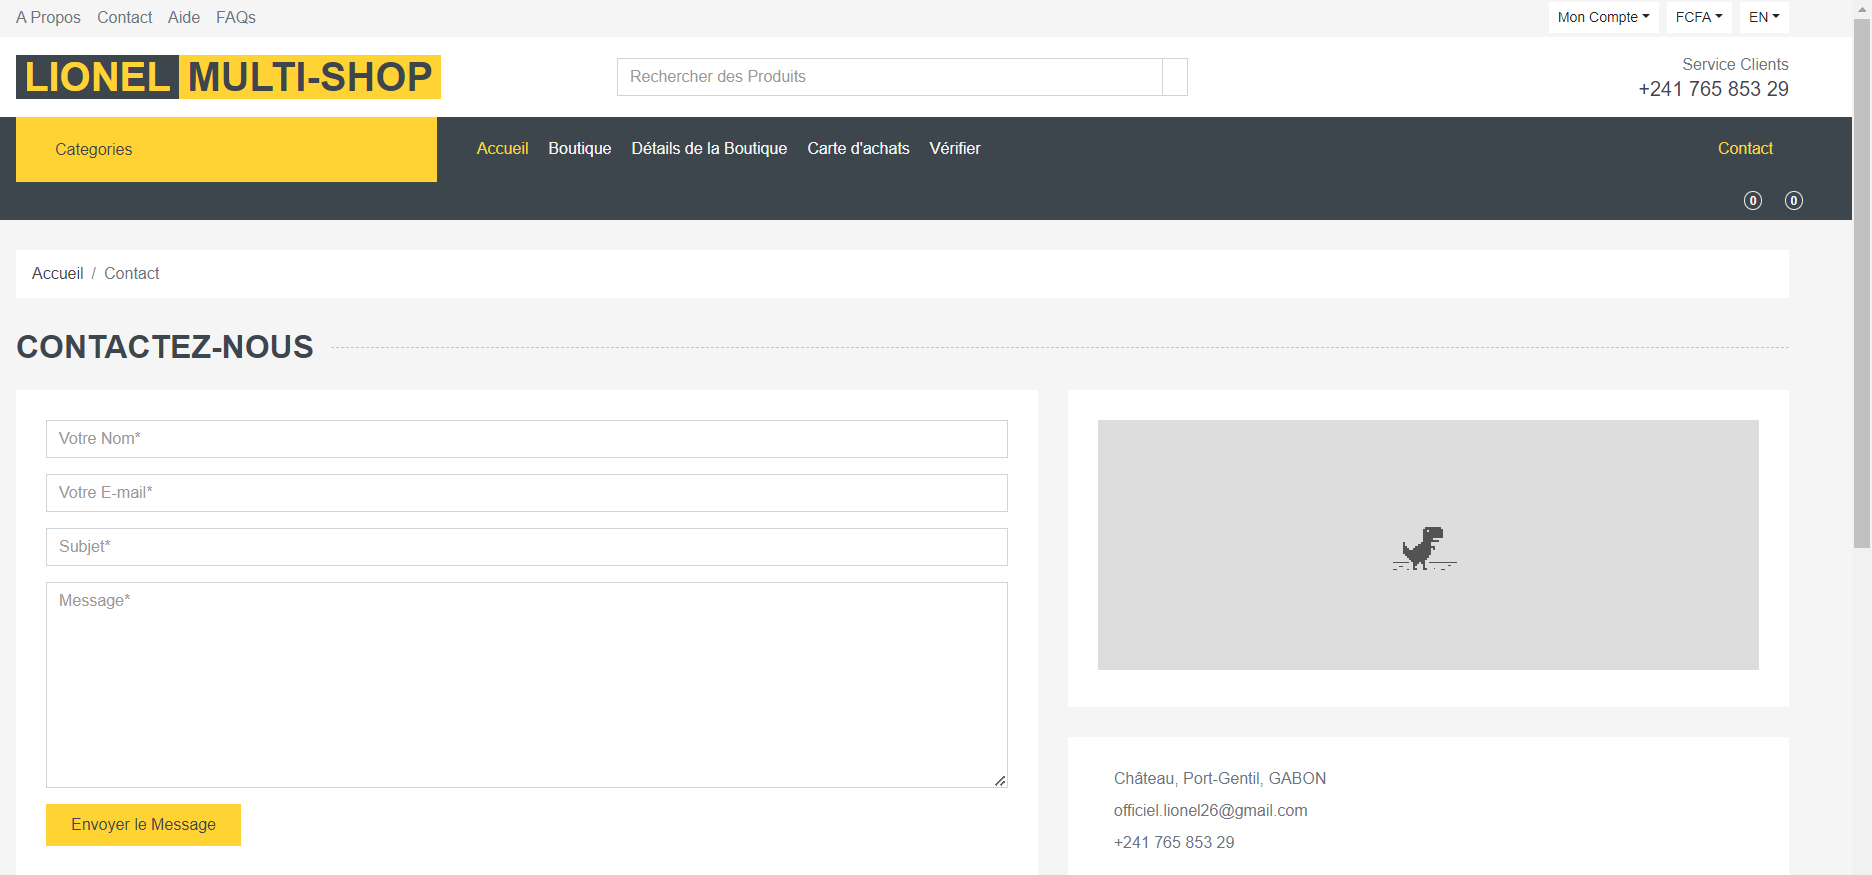 A Propos Contact Aide FAQs Mon Compte FCFA EN
LIONEL MULTI-SHOP
Rechercher des Produits
Service Clients
+241 765 853 29
Categories Accueil Boutique Détails de la Boutique Carte d'achats Vérifier Contact
0 0
Accueil / Contact
CONTACTEZ-NOUS
Votre Nom*
Votre E-mail*
Subjet*
Message*
Envoyer le Message
Château, Port-Gentil, GABON
officiel.lionel26@gmail.com
+241 765 853 29